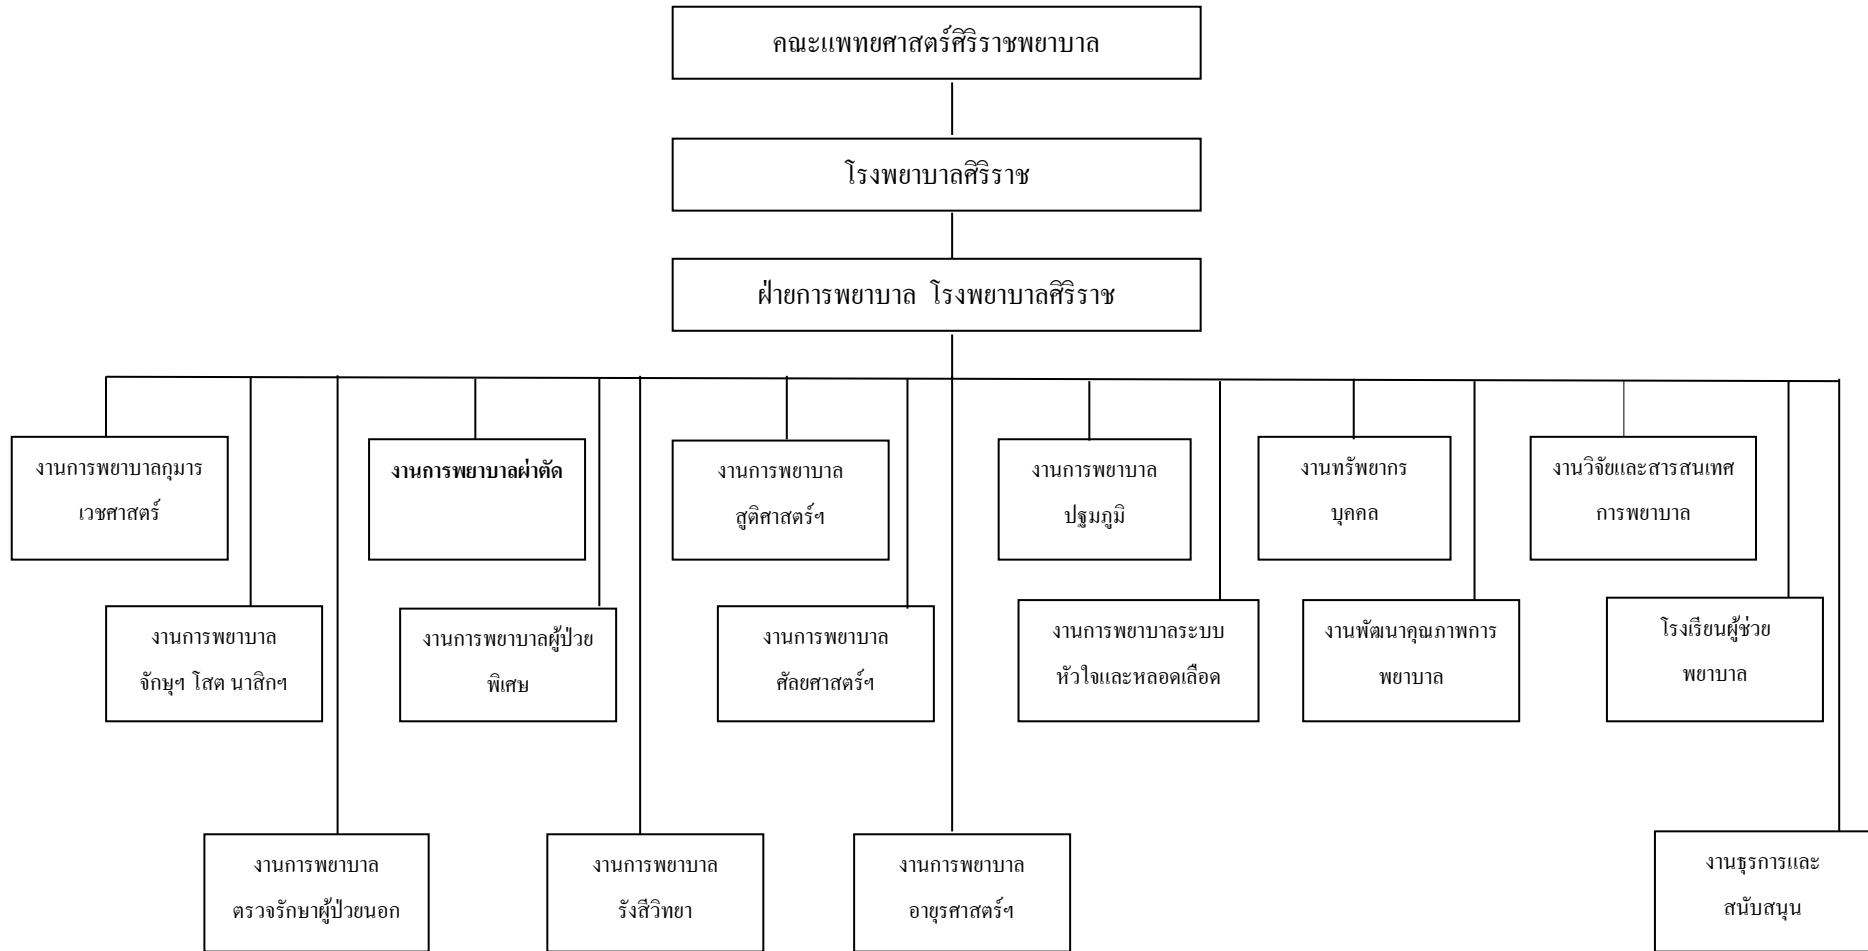 คณะแพทยศาสตร์ศิริราชพยาบาล
โรงพยาบาลศิริราช
ฝ่ายการพยาบาล โรงพยาบาลศิริราช
งานการพยาบาลกุมาร
เวชศาสตร์
งานการพยาบาลผ่าตัด
งานการพยาบาล
สูติศาสตร์ฯ
งานการพยาบาล
ปฐมภูมิ
งานทรัพยากร
บุคคล
งานวิจัยและสารสนเทศ
การพยาบาล
งานการพยาบาล
จักษุฯ โสต นาสิกฯ
งานการพยาบาลผู้ป่วย
พิเศษ
งานการพยาบาล
ศัลยศาสตร์ฯ
งานการพยาบาลระบบ
หัวใจและหลอดเลือด
งานพัฒนาคุณภาพการ
พยาบาล
โรงเรียนผู้ช่วย
พยาบาล
งานการพยาบาล
ตรวจรักษาผู้ป่วยนอก
งานการพยาบาล
รังสีวิทยา
งานการพยาบาล
อายุรศาสตร์ฯ
งานธุรการและ
สนับสนุน